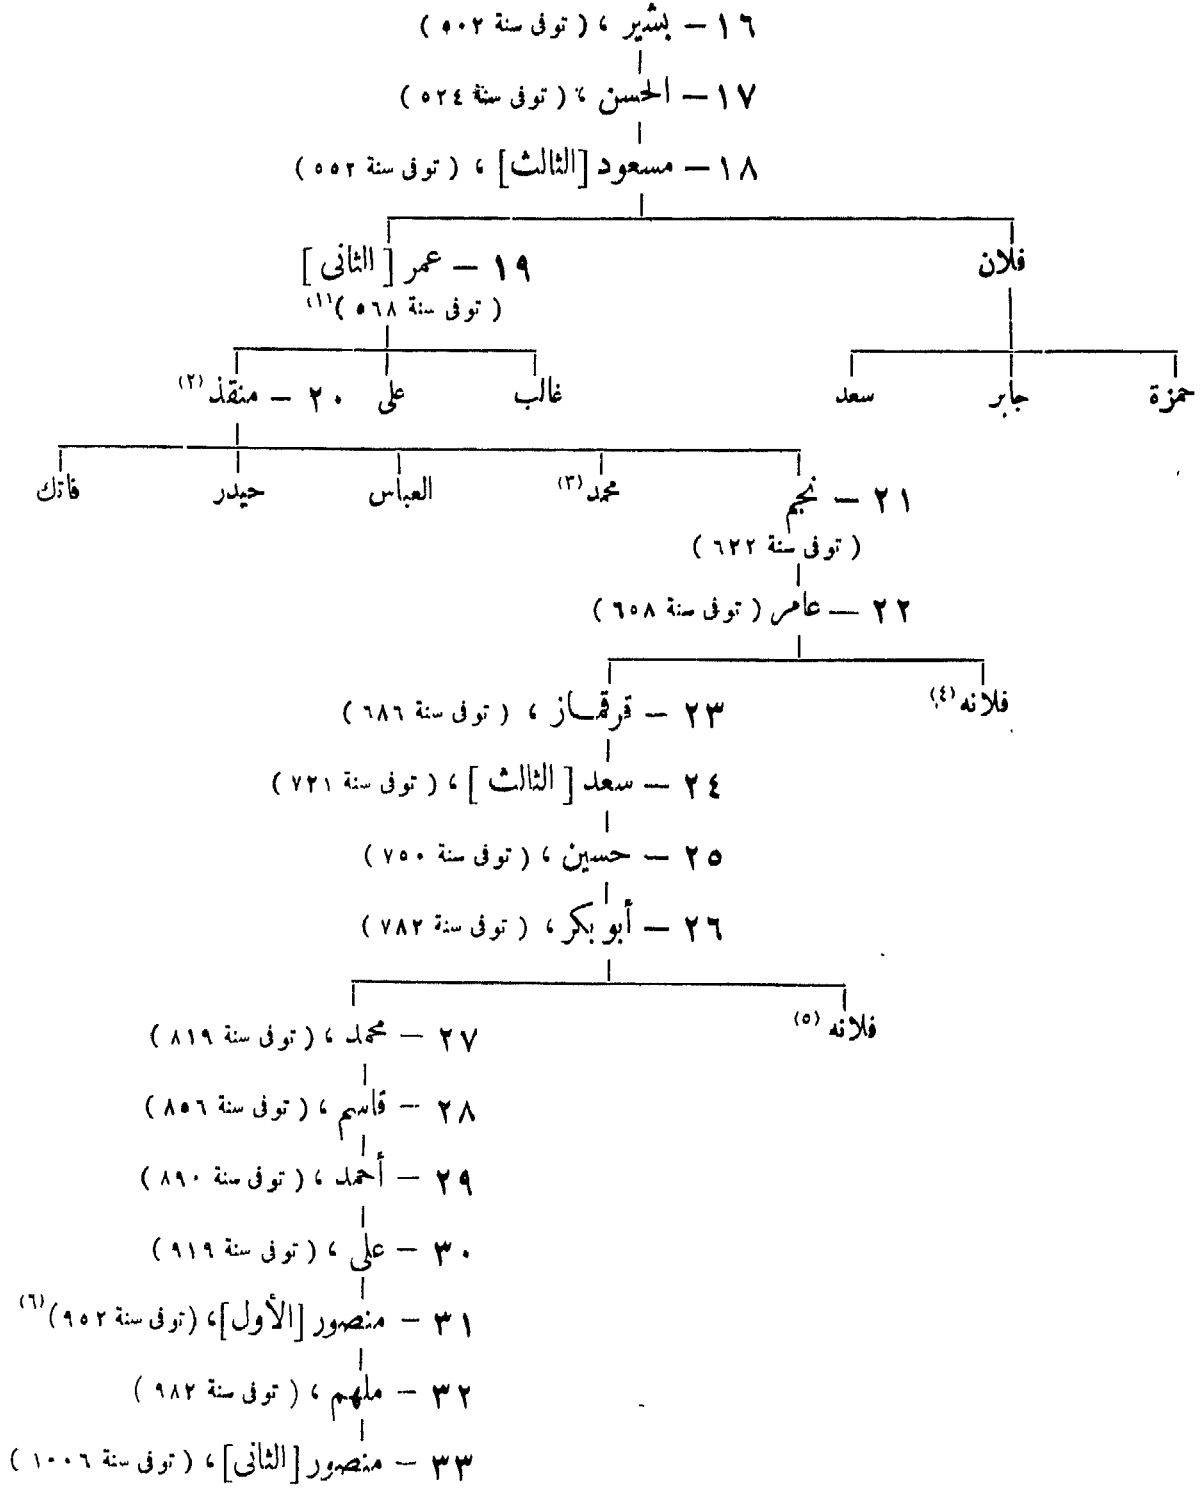 ١٦ – بشير ، ( توفى سنة ٥٠٢ )
١٧ – الحسن ، ( توفى سنة ٥٢٤ )
١٨ – مسعود [الثالث] ، ( توفى سنة ٥٥٢ )
فلان
١٩ – عمر [ الثانى ]
( توفى سنة ٥٦٨ )(١)
حمزة جابر سعد غالب على ٢٠ – منقذ (٢)
٢١ – نجم محمد (٣) العباس حيدر فاتك
( توفى سنة ٦٢٢ )
٢٢ – عامر ( توفى سنة ٦٥٨ )
فلانه (٤)
٢٣ – قرقماز ، ( توفى سنة ٦٨٦ )
٢٤ – سعد [ الثالث ] ، ( توفى سنة ٧٢١ )
٢٥ – حسين ، ( توفى سنة ٧٥٠ )
٢٦ – أبو بكر ، ( توفى سنة ٧٨٢ )
فلانه (٥)
٢٧ – محمد ، ( توفى سنة ٨١٩ )
٢٨ – قاسم ، ( توفى سنة ٨٥٦ )
٢٩ – أحمد ، ( توفى سنة ٨٩٠ )
٣٠ – على ، ( توفى سنة ٩١٩ )
٣١ – منصور [الأول] ، (توفى سنة ٩٥٢)(٦)
٣٢ – ملهم ، ( توفى سنة ٩٨٢ )
٣٣ – منصور [الثانى] ، ( توفى سنة ١٠٠٦ )